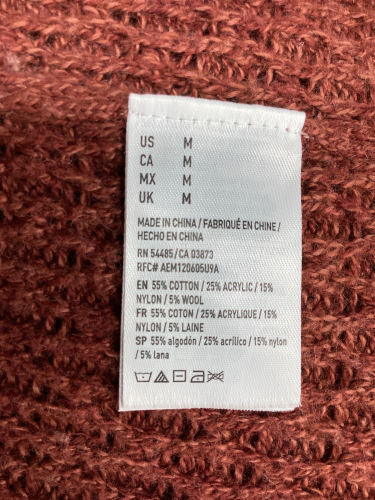 US M
CA M
MX M
UK M
MADE IN CHINA / FABRIQUÉ EN CHINE /
HECHO EN CHINA
RN 54485/CA 03873
RFC# AEM120605U9A
EN 55% COTTON / 25% ACRYLIC / 15%
NYLON / 5% WOOL
FR 55% COTON / 25% ACRYLIQUE / 15%
NYLON / 5% LAINE
SP 55% algodón / 25% acrílico / 15% nylon
/ 5% lana